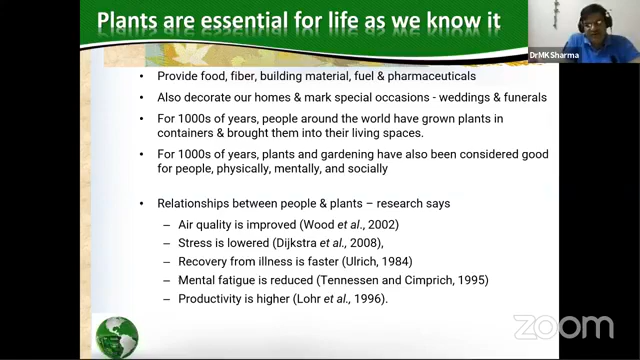 Plants are essential for life as we know it
DrMK Sharma
• Provide food, fiber, building material, fuel & pharmaceuticals
• Also decorate our homes & mark special occasions - weddings & funerals
• For 1000s of years, people around the world have grown plants in
containers & brought them into their living spaces.
• For 1000s of years, plants and gardening have also been considered good
for people, physically, mentally, and socially
• Relationships between people & plants – research says
– Air quality is improved (Wood et al., 2002)
– Stress is lowered (Dijkstra et al., 2008),
– Recovery from illness is faster (Ulrich, 1984)
– Mental fatigue is reduced (Tennessen and Cimprich, 1995)
– Productivity is higher (Lohr et al., 1996).
zoom